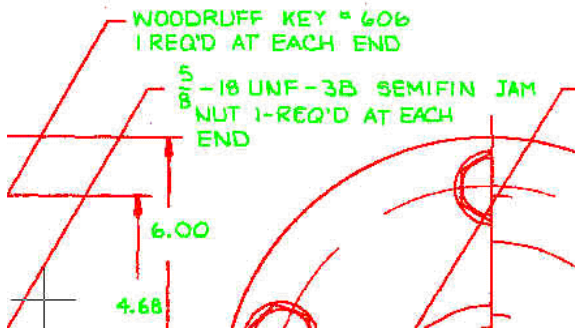 WOODRUFF KEY # 606
1 REQ'D AT EACH END
5/8 - 18 UNF - 3B SEMIFIN JAM
NUT 1-REQ'D AT EACH
END
6.00
4.68